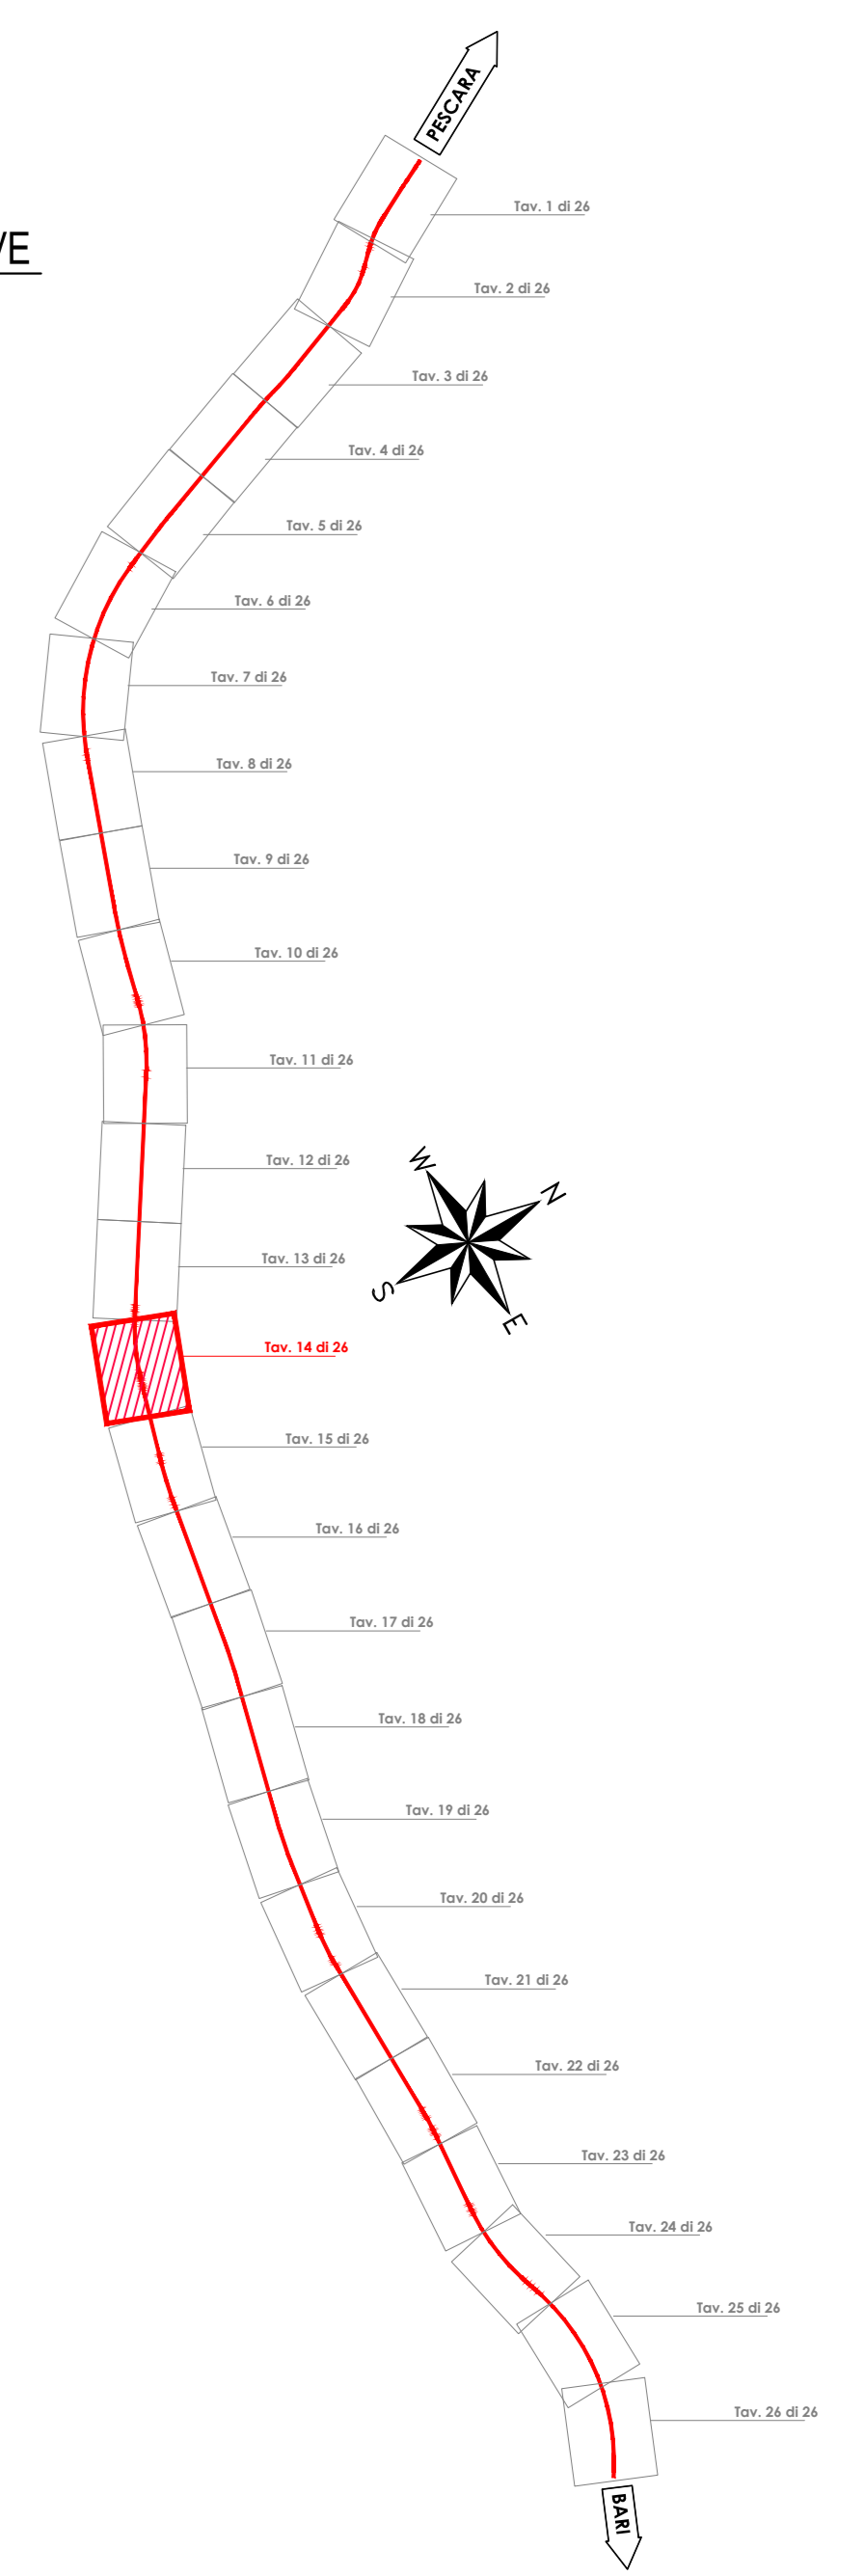 PESCARA
Tav. 1 di 26
VE
Tav. 2 di 26
Tav. 3 di 26
Tav. 4 di 26
Tav. 5 di 26
Tav. 6 di 26
Tav. 7 di 26
Tav. 8 di 26
Tav. 9 di 26
Tav. 10 di 26
Tav. 11 di 26
Tav. 12 di 26
W
N
S
E
Tav. 13 di 26
Tav. 14 di 26
Tav. 15 di 26
Tav. 16 di 26
Tav. 17 di 26
Tav. 18 di 26
Tav. 19 di 26
Tav. 20 di 26
Tav. 21 di 26
Tav. 22 di 26
Tav. 23 di 26
Tav. 24 di 26
Tav. 25 di 26
Tav. 26 di 26
BARI